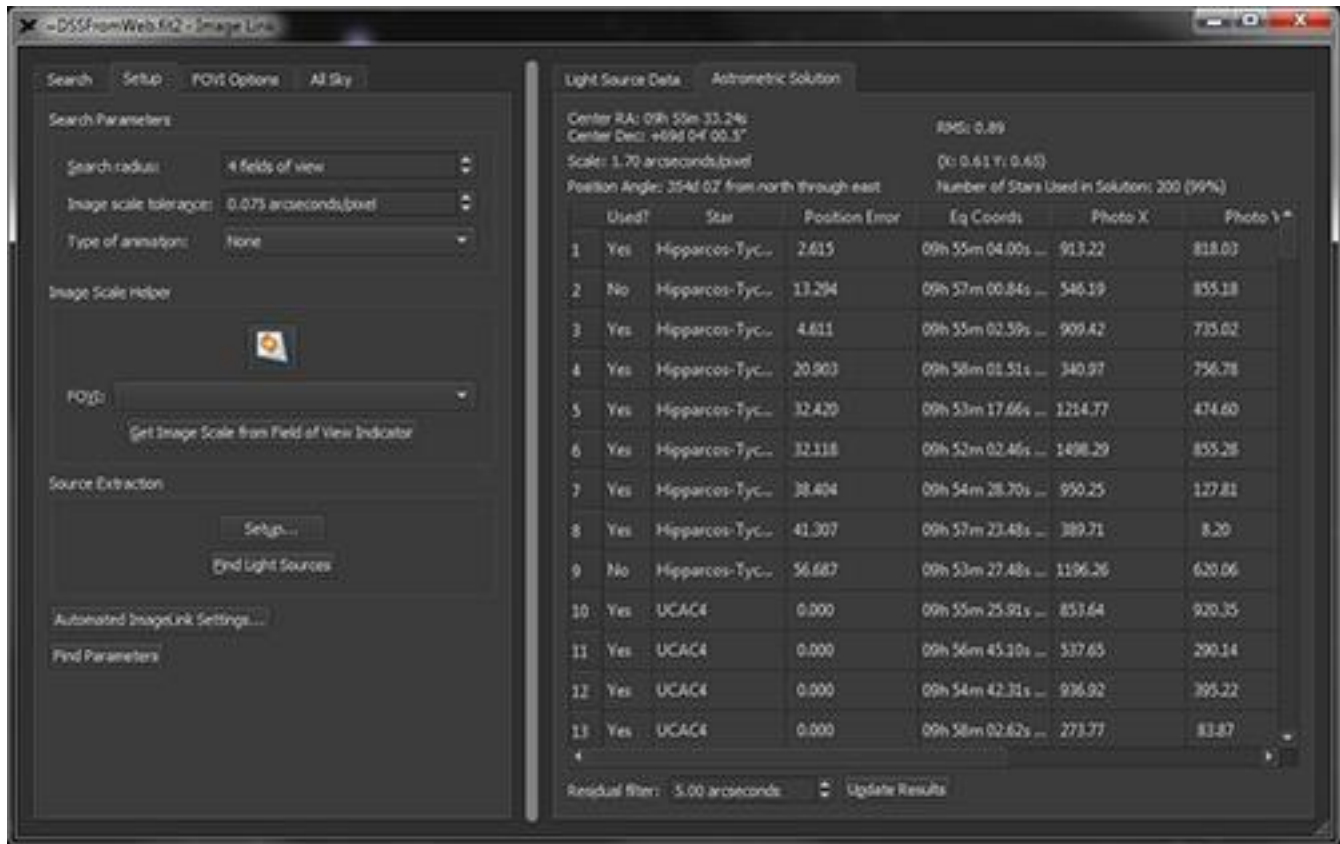 ~DSSFromWeb.fit2 - Image Link
Search Setup FOVI Options All Sky
Search Parameters
Search radius: 4 fields of view
Image scale tolerance: 0.075 arcseconds/pixel
Type of animation: None
Image Scale Helper
FOVI:
Get Image Scale from Field of View Indicator
Source Extraction
Setup...
Find Light Sources
Automated ImageLink Settings...
Find Parameters
Light Source Data Astrometric Solution
Center RA: 09h 55m 33.24s
Center Dec: +69d 04' 00.5"
RMS: 0.89
Scale: 1.70 arcseconds/pixel
(X: 0.61 Y: 0.65)
Position Angle: 354d 02' from north through east
Number of Stars Used in Solution: 200 (99%)
Used? Star Position Error Eq Coords Photo X Photo Y
1 Yes Hipparcos-Tyc... 2.615 09h 55m 04.00s ... 913.22 818.03
2 No Hipparcos-Tyc... 13.294 09h 57m 00.84s ... 546.19 855.18
3 Yes Hipparcos-Tyc... 4.611 09h 55m 02.59s ... 909.42 735.02
4 Yes Hipparcos-Tyc... 20.903 09h 58m 01.51s ... 340.97 756.78
5 Yes Hipparcos-Tyc... 32.420 09h 53m 17.66s ... 1214.77 474.60
6 Yes Hipparcos-Tyc... 32.118 09h 52m 02.46s ... 1498.29 855.28
7 Yes Hipparcos-Tyc... 38.404 09h 54m 28.70s ... 950.25 127.81
8 Yes Hipparcos-Tyc... 41.307 09h 57m 23.48s ... 389.71 8.20
9 No Hipparcos-Tyc... 56.687 09h 53m 27.48s ... 1196.26 620.06
10 Yes UCAC4 0.000 09h 55m 25.91s ... 853.64 920.35
11 Yes UCAC4 0.000 09h 56m 45.10s ... 537.65 290.14
12 Yes UCAC4 0.000 09h 54m 42.31s ... 936.92 395.22
13 Yes UCAC4 0.000 09h 58m 02.62s ... 273.77 83.87
Residual filter: 5.00 arcseconds Update Results